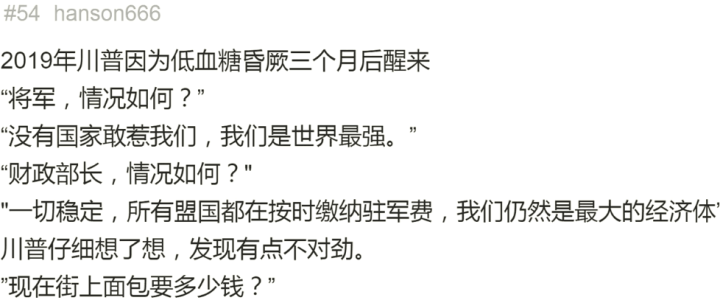 #54 hanson666
2019年川普因为低血糖昏厥三个月后醒来
“将军，情况如何？”
“没有国家敢惹我们，我们是世界最强。”
“财政部长，情况如何？"
"一切稳定，所有盟国都在按时缴纳驻军费，我们仍然是最大的经济体’
川普仔细想了想，发现有点不对劲。
”现在街上面包要多少钱？”